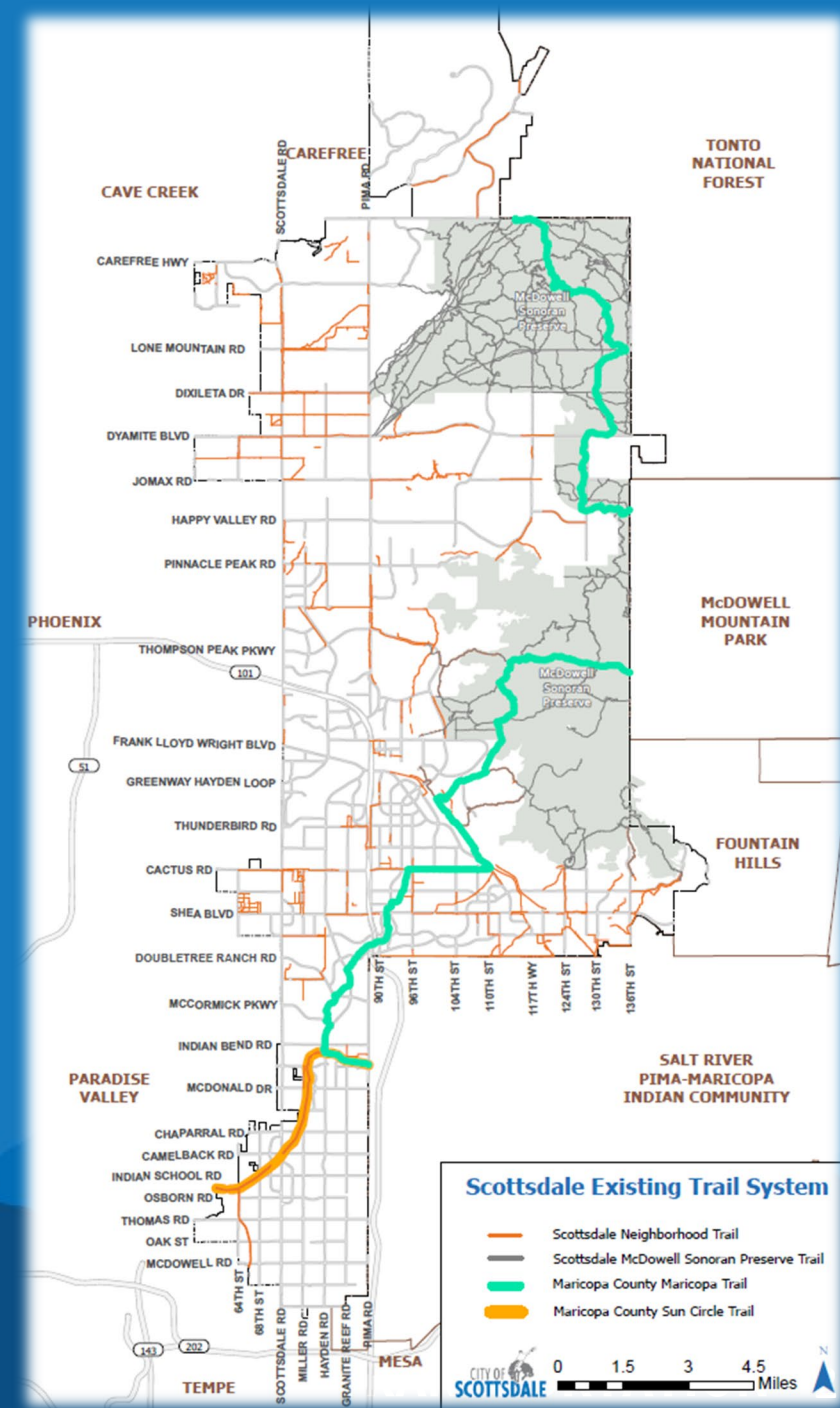 CAREFREE
CAVE CREEK
TONTO
NATIONAL
FOREST
SCOTTSDALE RD
PIMA RD
CAREFREE HWY
McDowell
Sonoran
Preserve
LONE MOUNTAIN RD
DIXILETA DR
DYAMITE BLVD
JOMAX RD
HAPPY VALLEY RD
PINNACLE PEAK RD
PHOENIX
McDOWELL
MOUNTAIN
PARK
THOMPSON PEAK PKWY
101
McDowell
Sonoran
Preserve
FRANK LLOYD WRIGHT BLVD
51
GREENWAY HAYDEN LOOP
THUNDERBIRD RD
FOUNTAIN
HILLS
CACTUS RD
SHEA BLVD
DOUBLETREE RANCH RD
90TH ST
96TH ST
104TH ST
110TH ST
117TH WY
124TH ST
130TH ST
136TH ST
MCCORMICK PKWY
INDIAN BEND RD
PARADISE
VALLEY
MCDONALD DR
SALT RIVER
PIMA-MARICOPA
INDIAN COMMUNITY
CHAPARRAL RD
CAMELBACK RD
INDIAN SCHOOL RD
OSBORN RD
THOMAS RD
OAK ST
MCDOWELL RD
64TH ST
68TH ST
SCOTTSDALE RD
MILLER RD
HAYDEN RD
GRANITE REEF RD
PIMA RD
143
202
TEMPE
MESA
Scottsdale Existing Trail System
Scottsdale Neighborhood Trail
Scottsdale McDowell Sonoran Preserve Trail
Maricopa County Maricopa Trail
Maricopa County Sun Circle Trail
CITY OF
SCOTTSDALE
0 1.5 3 4.5
Miles
N